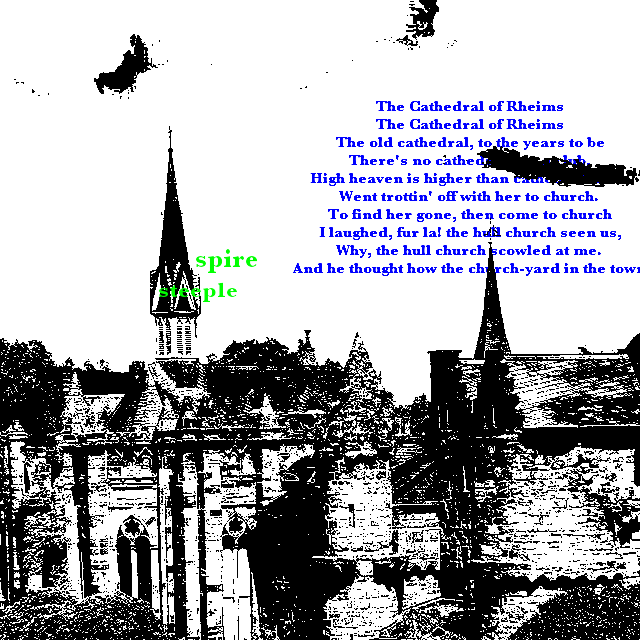 The Cathedral of Rheims
The Cathedral of Rheims
The old cathedral, to the years to be
There's no
High heaven is higher than
Went trottin' off with her to church.
To find her gone, then come to church
I laughed, fur la! the hull church seen us,
Why, the hull church scowled at me.
And he thought how the church-yard in the town
spire
steeple